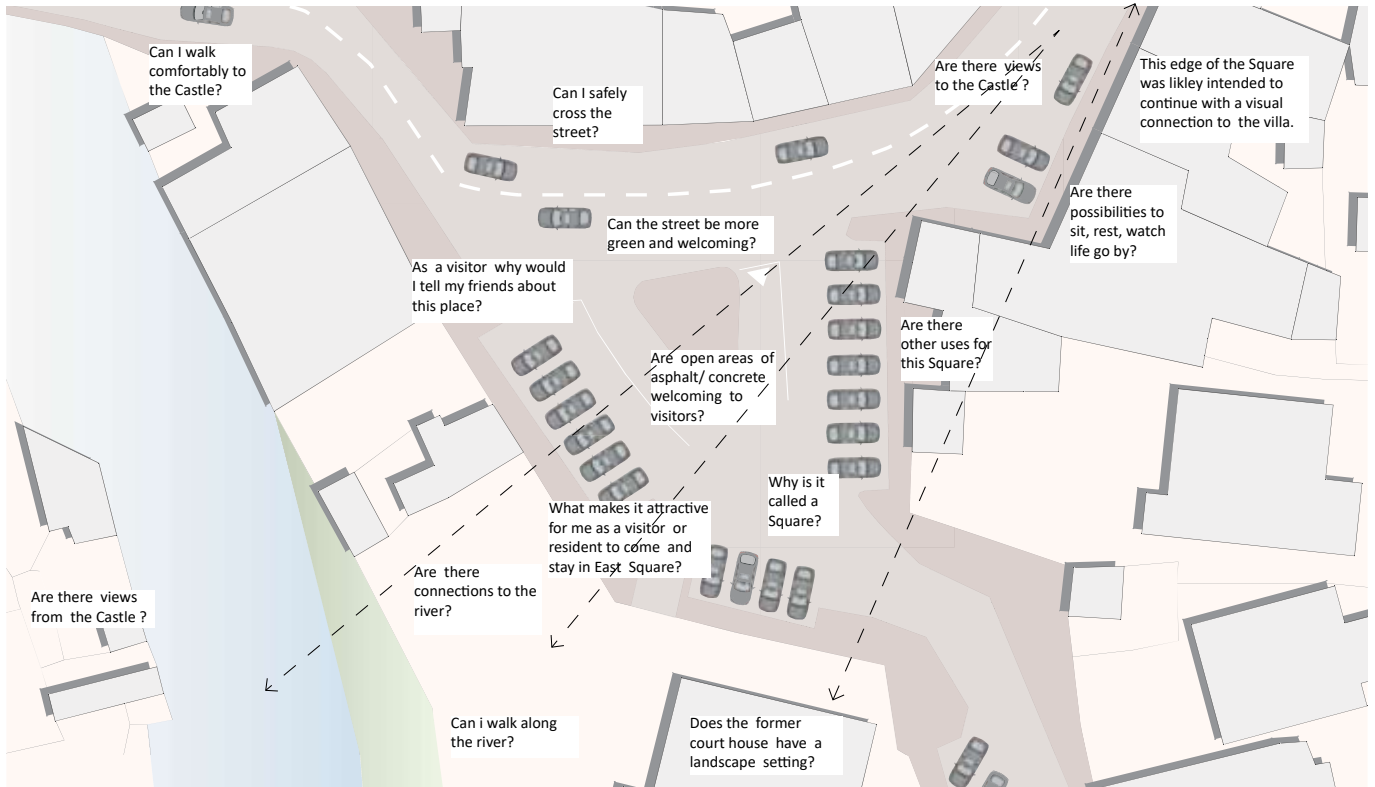 Can I walk
comfortably to
the Castle?
Can I safely
cross the
street?
Are there views
to the Castle ?
This edge of the Square
was likley intended to
continue with a visual
connection to the villa.
Are there
possibilities to
sit, rest, watch
life go by?
Can the street be more
green and welcoming?
As a visitor why would
I tell my friends about
this place?
Are there
other uses for
this Square?
Are open areas of
asphalt/ concrete
welcoming to
visitors?
Why is it
called a
Square?
What makes it attractive
for me as a visitor or
resident to come and
stay in East Square?
Are there
connections to the
river?
Are there views
from the Castle ?
Can i walk along
the river?
Does the former
court house have a
landscape setting?